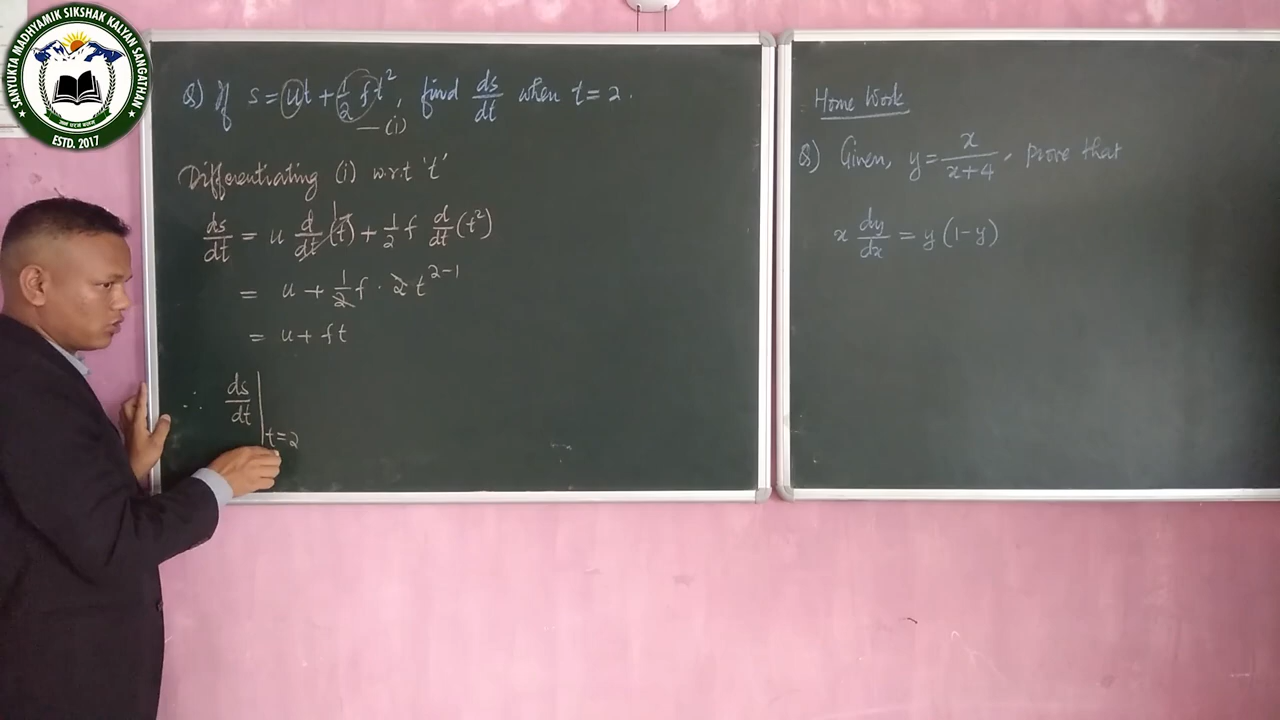 SANYUKTA MADHYAMIK SIKSHAK KALYAN SANGATHAN
ESTD. 2017
Q) If s = ut + 1/2 ft², find ds/dt when t = 2.
— (i)
Differentiating (i) w.r.t 't'
ds/dt = u d/dt (t) + 1/2 f d/dt (t²)
1
= u + 1/2 f · 2 t^(2-1)
= u + ft
∴ ds/dt | t = 2
Home Work
Q) Given, y = x/(x+4), prove that
x dy/dx = y (1-y)